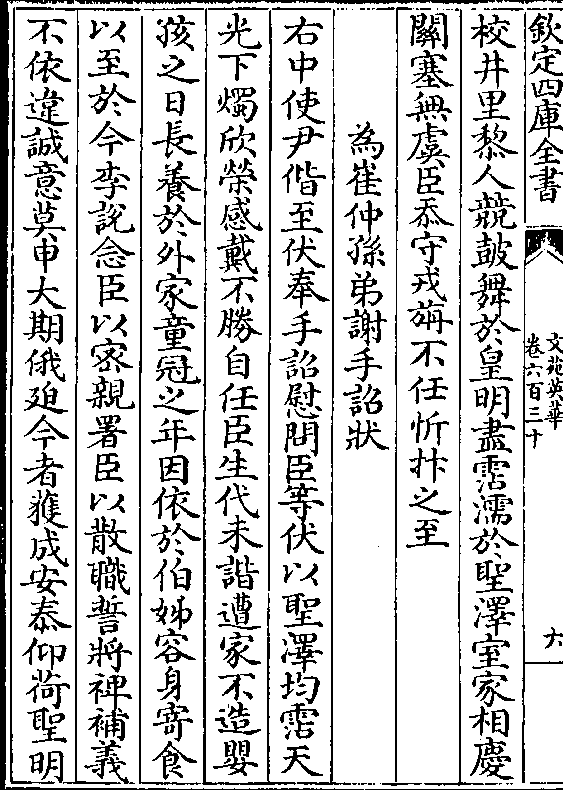 欽定四庫全書
文苑英華
卷六百三十
六
校井里黎人競鼓舞於皇明盡霑濡於聖澤室家相慶
關塞無虞臣忝守戎旃不任忻抃之至
為崔仲孫弟謝手詔狀
右中使尹偕至伏奉手詔慰問臣等伏以聖澤均霑天
光下燭欣榮感戴不勝自任臣生代未諧遭家不造嬰
孩之日長養於外家童冠之年因依於伯姊容身寄食
以至於今李說念臣以宻親署臣以散職誓將裨補義
不依違誠意莫申大期俄廹今者蒦成安泰仰荷聖明